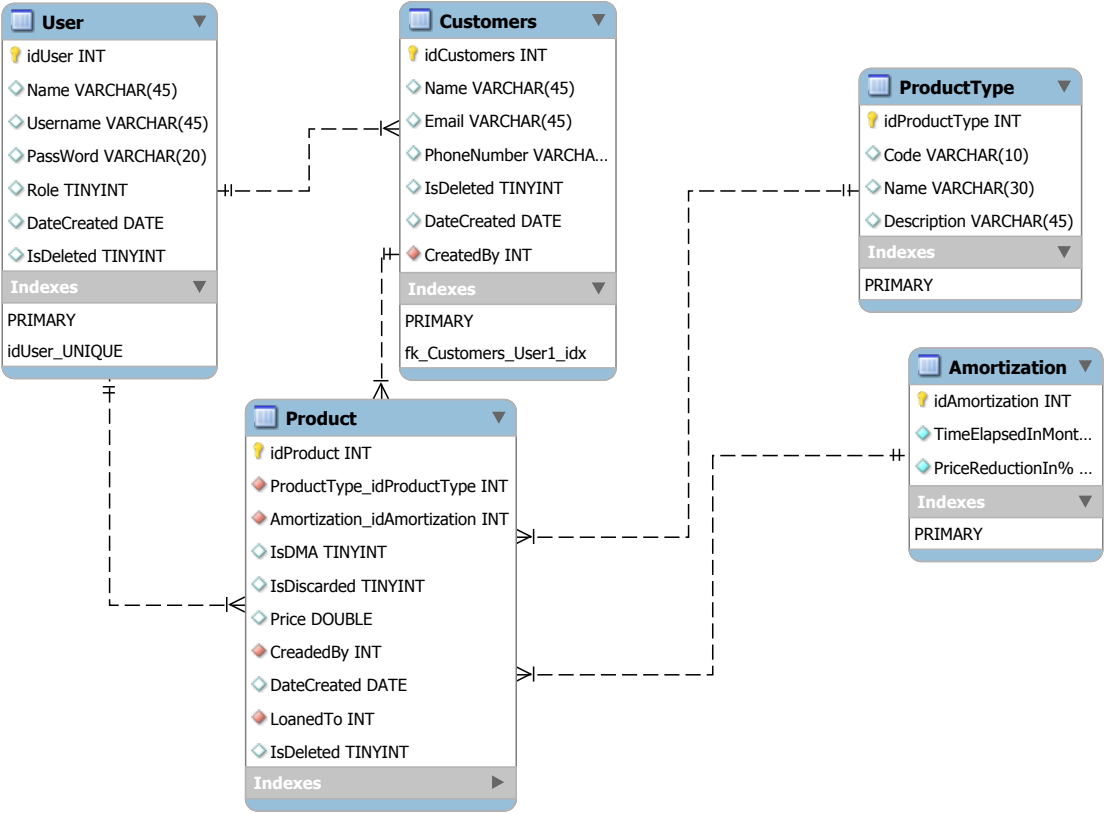 User
idUser INT
Name VARCHAR(45)
Username VARCHAR(45)
PassWord VARCHAR(20)
Role TINYINT
DateCreated DATE
IsDeleted TINYINT
Indexes
PRIMARY
idUser_UNIQUE
Customers
idCustomers INT
Name VARCHAR(45)
Email VARCHAR(45)
PhoneNumber VARCHA...
IsDeleted TINYINT
DateCreated DATE
CreatedBy INT
Indexes
PRIMARY
fk_Customers_User1_idx
ProductType
idProductType INT
Code VARCHAR(10)
Name VARCHAR(30)
Description VARCHAR(45)
Indexes
PRIMARY
Amortization
idAmortization INT
TimeElapsedInMont...
PriceReductionIn% ...
Indexes
PRIMARY
Product
idProduct INT
ProductType_idProductType INT
Amortization_idAmortization INT
IsDMA TINYINT
IsDiscarded TINYINT
Price DOUBLE
CreadedBy INT
DateCreated DATE
LoanedTo INT
IsDeleted TINYINT
Indexes